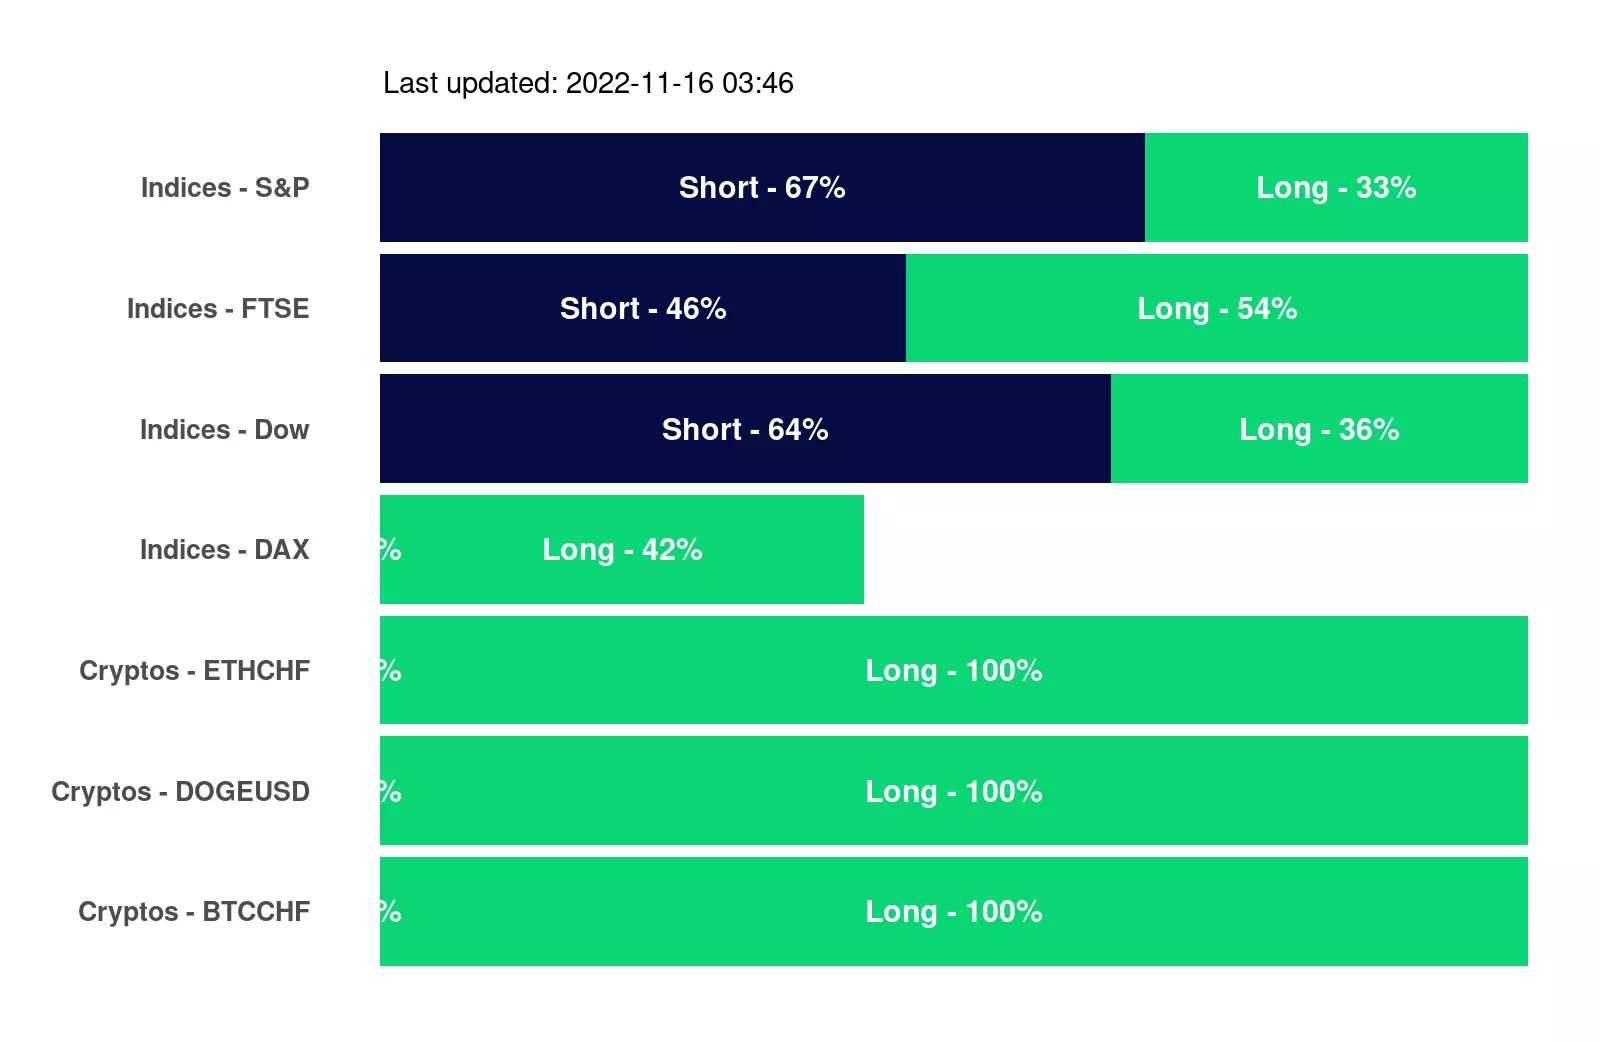 Last updated: 2022-11-16 03:46
Indices - S&P Short - 67% Long - 33%
Indices - FTSE Short - 46% Long - 54%
Indices - Dow Short - 64% Long - 36%
Indices - DAX % Long - 42%
Cryptos - ETHCHF % Long - 100%
Cryptos - DOGEUSD % Long - 100%
Cryptos - BTCCHF % Long - 100%